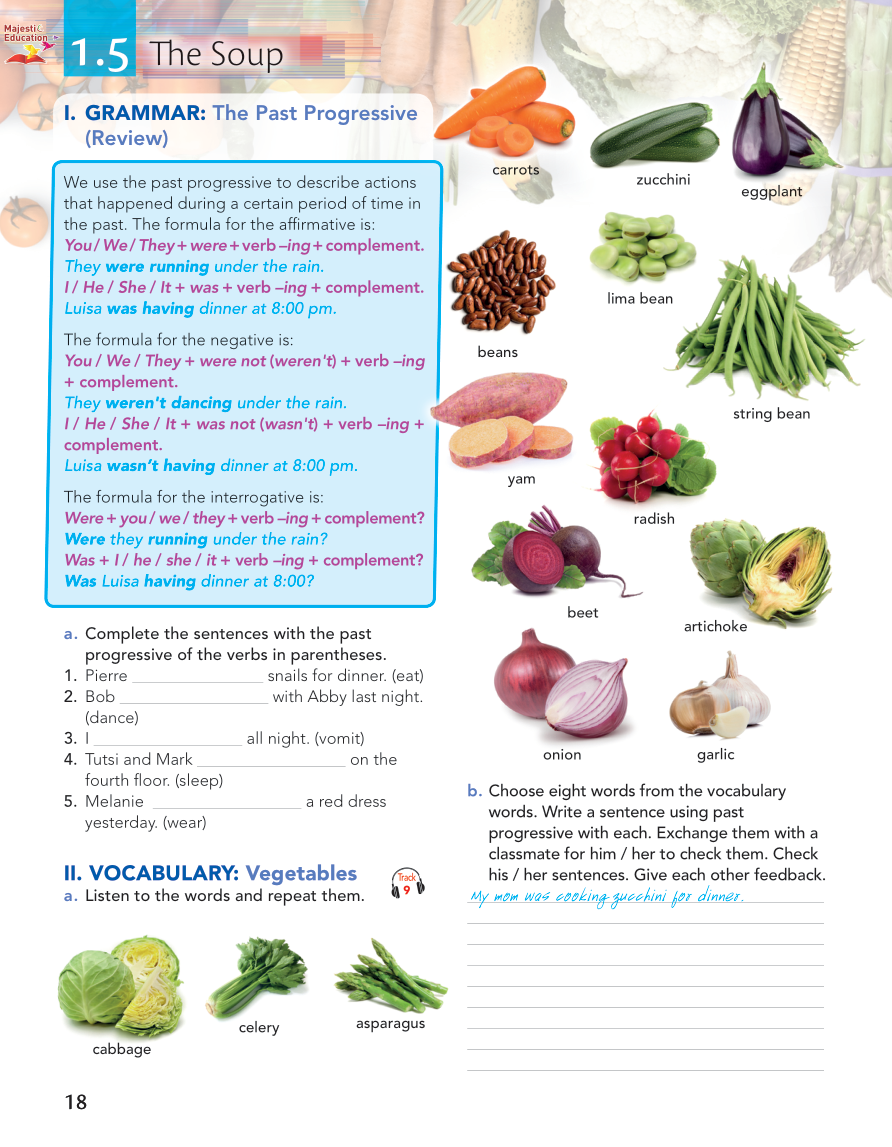 Majestic
Education
1.5 The Soup
I. GRAMMAR: The Past Progressive
(Review)
We use the past progressive to describe actions
that happened during a certain period of time in
the past. The formula for the affirmative is:
You / We / They + were + verb –ing + complement.
They were running under the rain.
I / He / She / It + was + verb –ing + complement.
Luisa was having dinner at 8:00 pm.
The formula for the negative is:
You / We / They + were not (weren't) + verb –ing
+ complement.
They weren't dancing under the rain.
I / He / She / It + was not (wasn't) + verb –ing +
complement.
Luisa wasn’t having dinner at 8:00 pm.
The formula for the interrogative is:
Were + you / we / they + verb –ing + complement?
Were they running under the rain?
Was + I / he / she / it + verb –ing + complement?
Was Luisa having dinner at 8:00?
a. Complete the sentences with the past
progressive of the verbs in parentheses.
1. Pierre ______________ snails for dinner. (eat)
2. Bob ________________ with Abby last night.
(dance)
3. I ________________ all night. (vomit)
4. Tutsi and Mark ________________ on the
fourth floor. (sleep)
5. Melanie ________________ a red dress
yesterday. (wear)
II. VOCABULARY: Vegetables
Track
9
a. Listen to the words and repeat them.
cabbage
celery
asparagus
carrots
zucchini
eggplant
lima bean
beans
string bean
yam
radish
beet
artichoke
onion
garlic
b. Choose eight words from the vocabulary
words. Write a sentence using past
progressive with each. Exchange them with a
classmate for him / her to check them. Check
his / her sentences. Give each other feedback.
My mom was cooking zucchini for dinner.
18